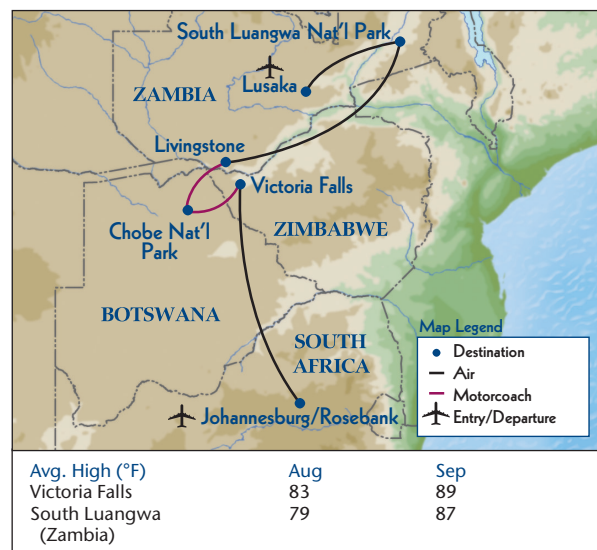 South Luangwa Nat'l Park
Lusaka
ZAMBIA
Livingstone
Victoria Falls
Chobe Nat'l
Park
ZIMBABWE
BOTSWANA
SOUTH
AFRICA
Map Legend
Destination
Air
Motorcoach
Entry/Departure
Johannesburg/Rosebank
Avg. High (°F) Aug Sep
Victoria Falls 83 89
South Luangwa 79 87
(Zambia)